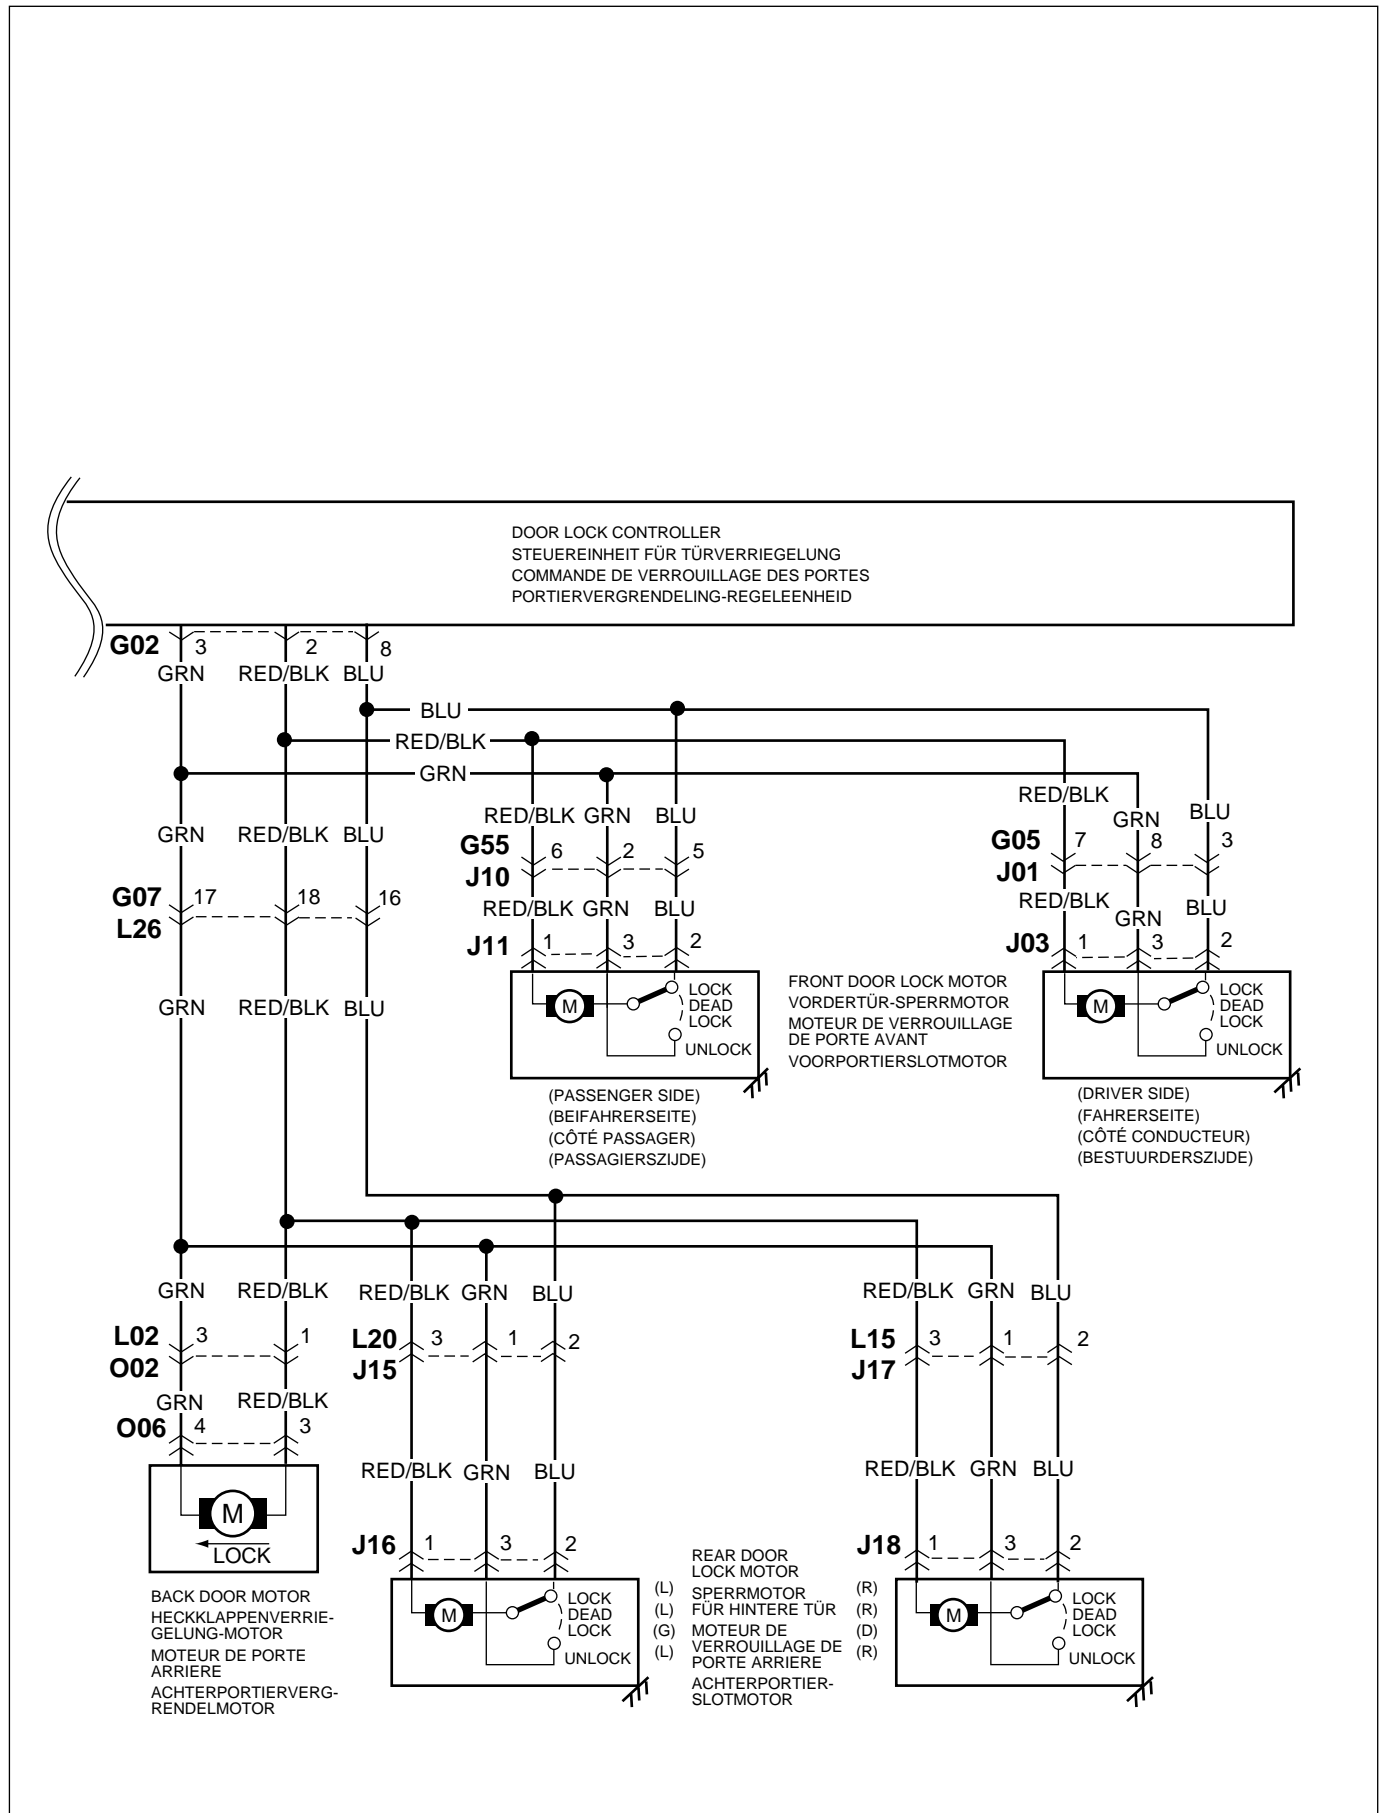 DOOR LOCK CONTROLLER
STEUEREINHEIT FÜR TÜRVERRIEGELUNG
COMMANDE DE VERROUILLAGE DES PORTES
PORTIERVERGRENDELING-REGELEENHEID
G02 3 2 8
GRN RED/BLK BLU
BLU
RED/BLK
GRN
RED/BLK GRN BLU
RED/BLK GRN BLU
GRN RED/BLK BLU
G55 6 2 5
J10
G05 7 8 3
J01
G07 17 18 16
L26
RED/BLK GRN BLU
RED/BLK GRN BLU
J11 1 3 2
J03 1 3 2
GRN RED/BLK BLU
M
LOCK
DEAD
LOCK
UNLOCK
FRONT DOOR LOCK MOTOR
VORDERTÜR-SPERRMOTOR
MOTEUR DE VERROUILLAGE
DE PORTE AVANT
VOORPORTIERSLOTMOTOR
M
LOCK
DEAD
LOCK
UNLOCK
(PASSENGER SIDE)
(BEIFAHRERSEITE)
(CÔTÉ PASSAGER)
(PASSAGIERSZIJDE)
(DRIVER SIDE)
(FAHRERSEITE)
(CÔTÉ CONDUCTEUR)
(BESTUURDERSZIJDE)
GRN RED/BLK
RED/BLK GRN BLU
RED/BLK GRN BLU
L02 3 1
O02
L20 3 1 2
J15
L15 3 1 2
J17
GRN RED/BLK
O06 4 3
RED/BLK GRN BLU
RED/BLK GRN BLU
M
LOCK
BACK DOOR MOTOR
HECKKLAPPENVERRIE-
GELUNG-MOTOR
MOTEUR DE PORTE
ARRIERE
ACHTERPORTIERVERG-
RENDELMOTOR
J16 1 3 2
M
LOCK
DEAD
LOCK
UNLOCK
REAR DOOR
LOCK MOTOR
(L) SPERRMOTOR (R)
(L) FÜR HINTERE TÜR (R)
(G) MOTEUR DE (D)
(L) VERROUILLAGE DE (R)
PORTE ARRIERE
ACHTERPORTIER-
SLOTMOTOR
J18 1 3 2
M
LOCK
DEAD
LOCK
UNLOCK